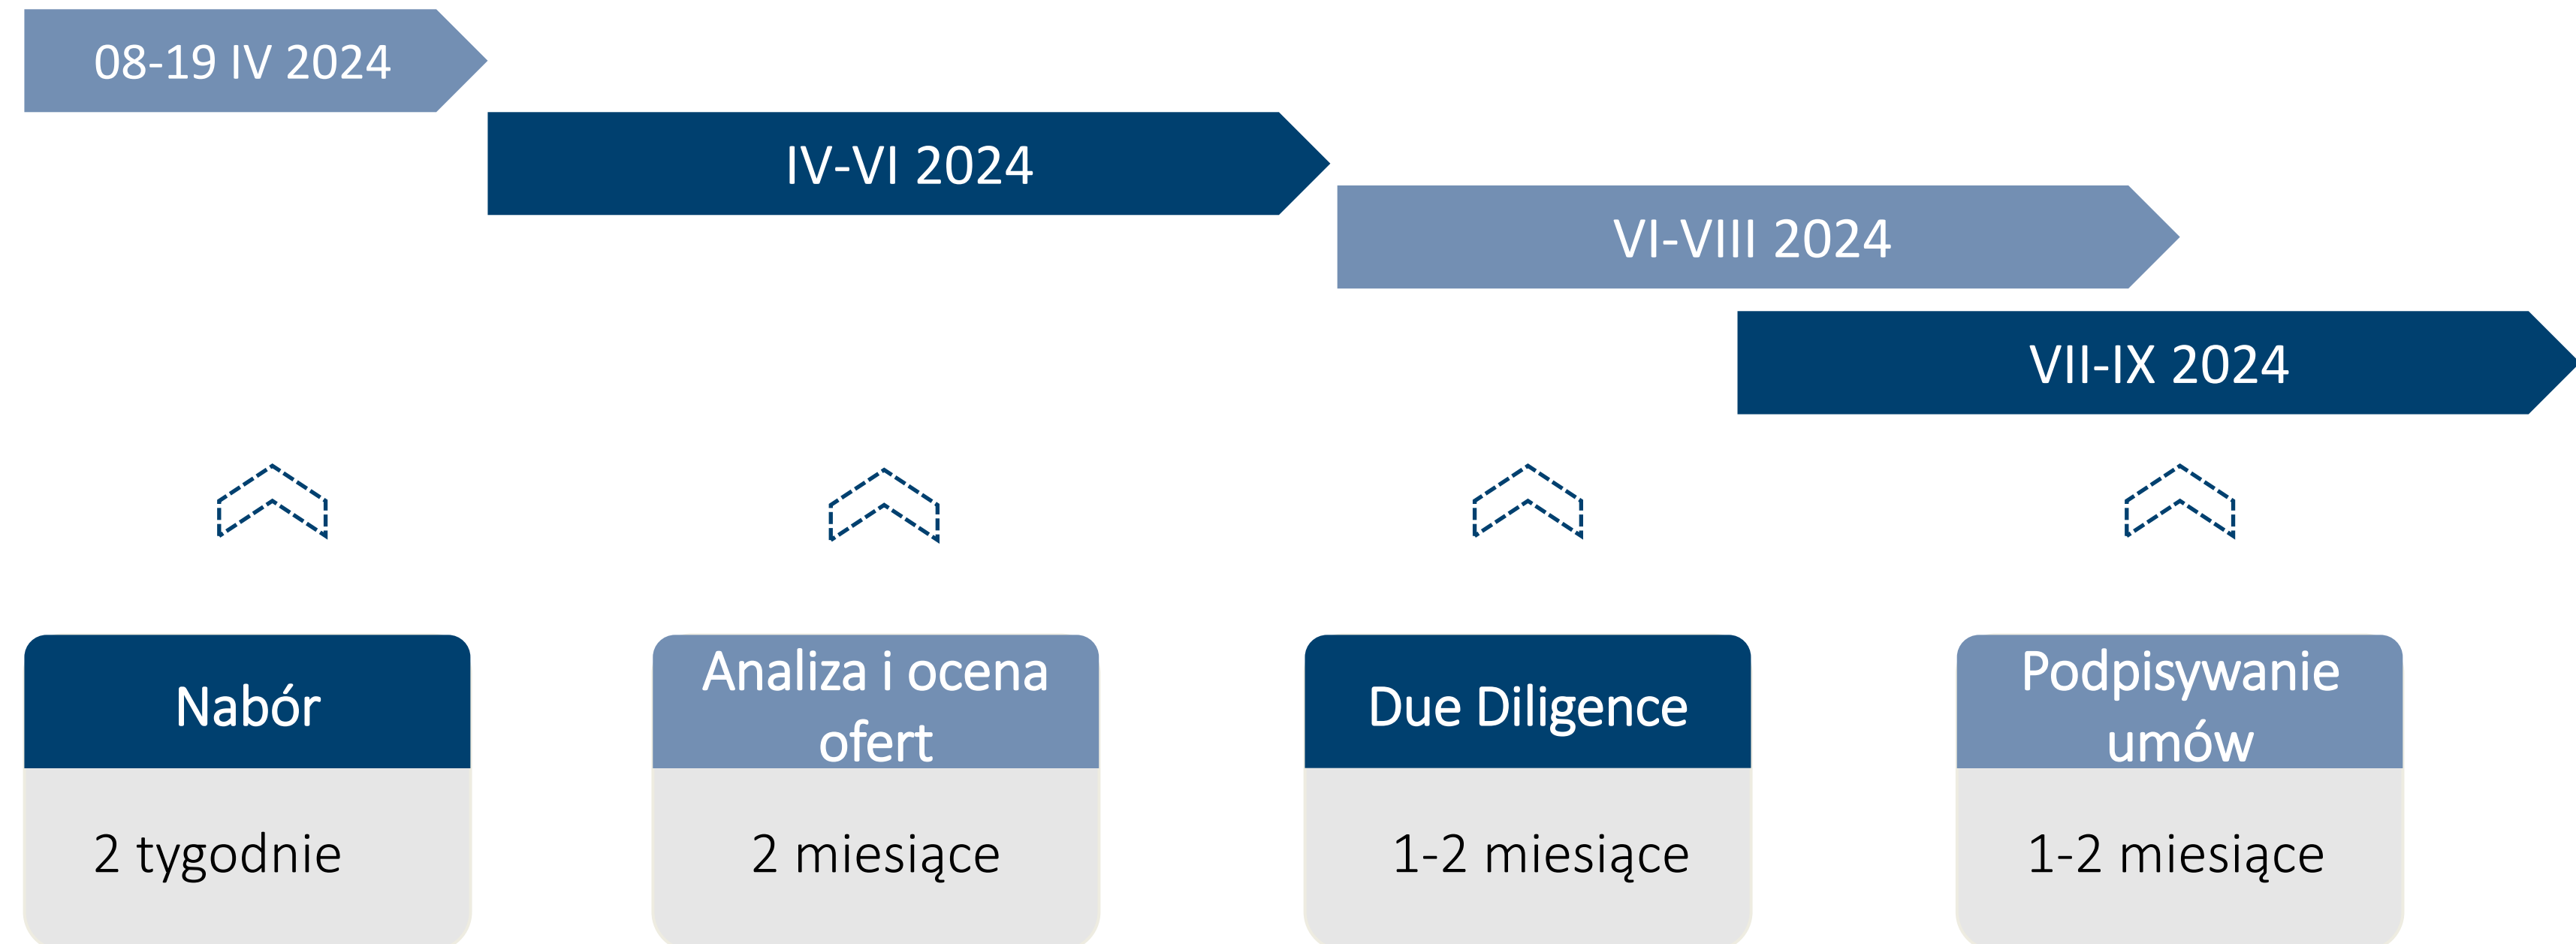 08-19 IV 2024
IV-VI 2024
VI-VIII 2024
VII-IX 2024
Nabór
2 tygodnie
Analiza i ocena
ofert
2 miesiące
Due Diligence
1-2 miesiące
Podpisywanie
umów
1-2 miesiące